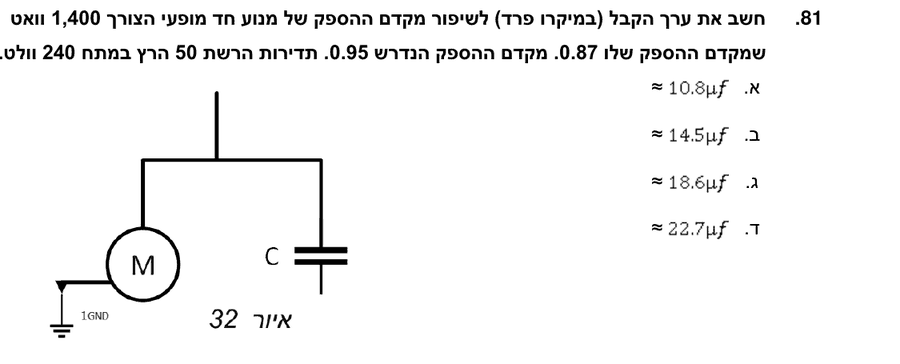 81. חשב את ערך הקבל (במיקרו פרד) לשיפור מקדם ההספק של מנוע חד מופעי הצורך 1,400 וואט
שמקדם ההספק שלו 0.87. מקדם ההספק הנדרש 0.95. תדירות הרשת 50 הרץ במתח 240 וולט.
א. ≈ 10.8µf
ב. ≈ 14.5µf
ג. ≈ 18.6µf
ד. ≈ 22.7µf
M
C
1GND
איור 32